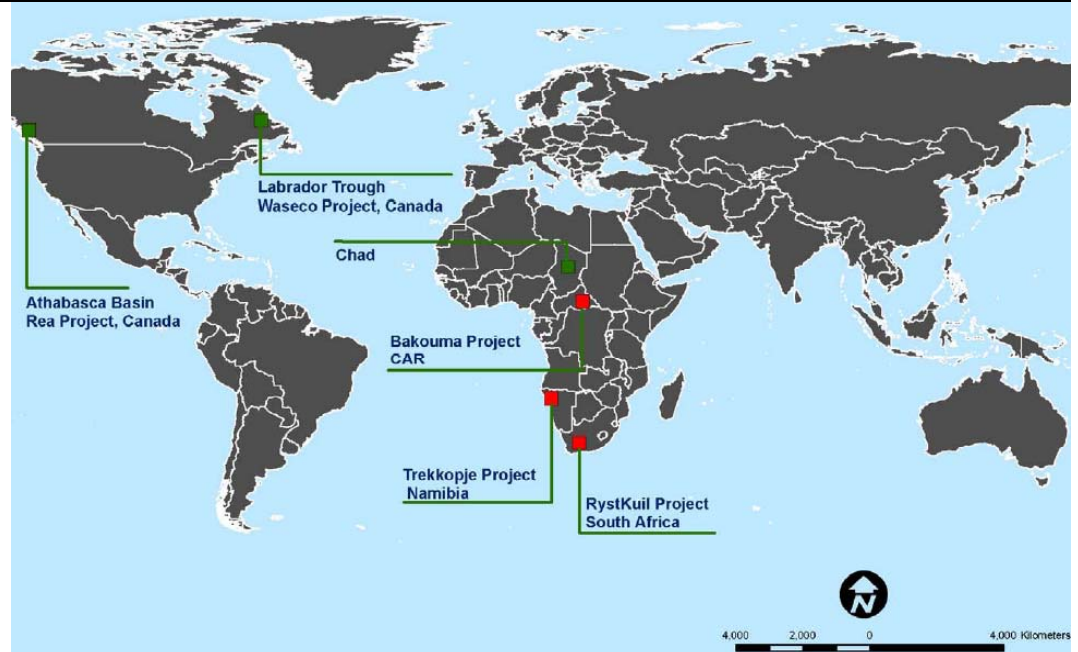 Labrador Trough
Waseco Project, Canada
Chad
Athabasca Basin
Rea Project, Canada
Bakouma Project
CAR
Trekkopje Project
Namibia
RystKuil Project
South Africa
N
4,000 2,000 0 4,000 Kilometers